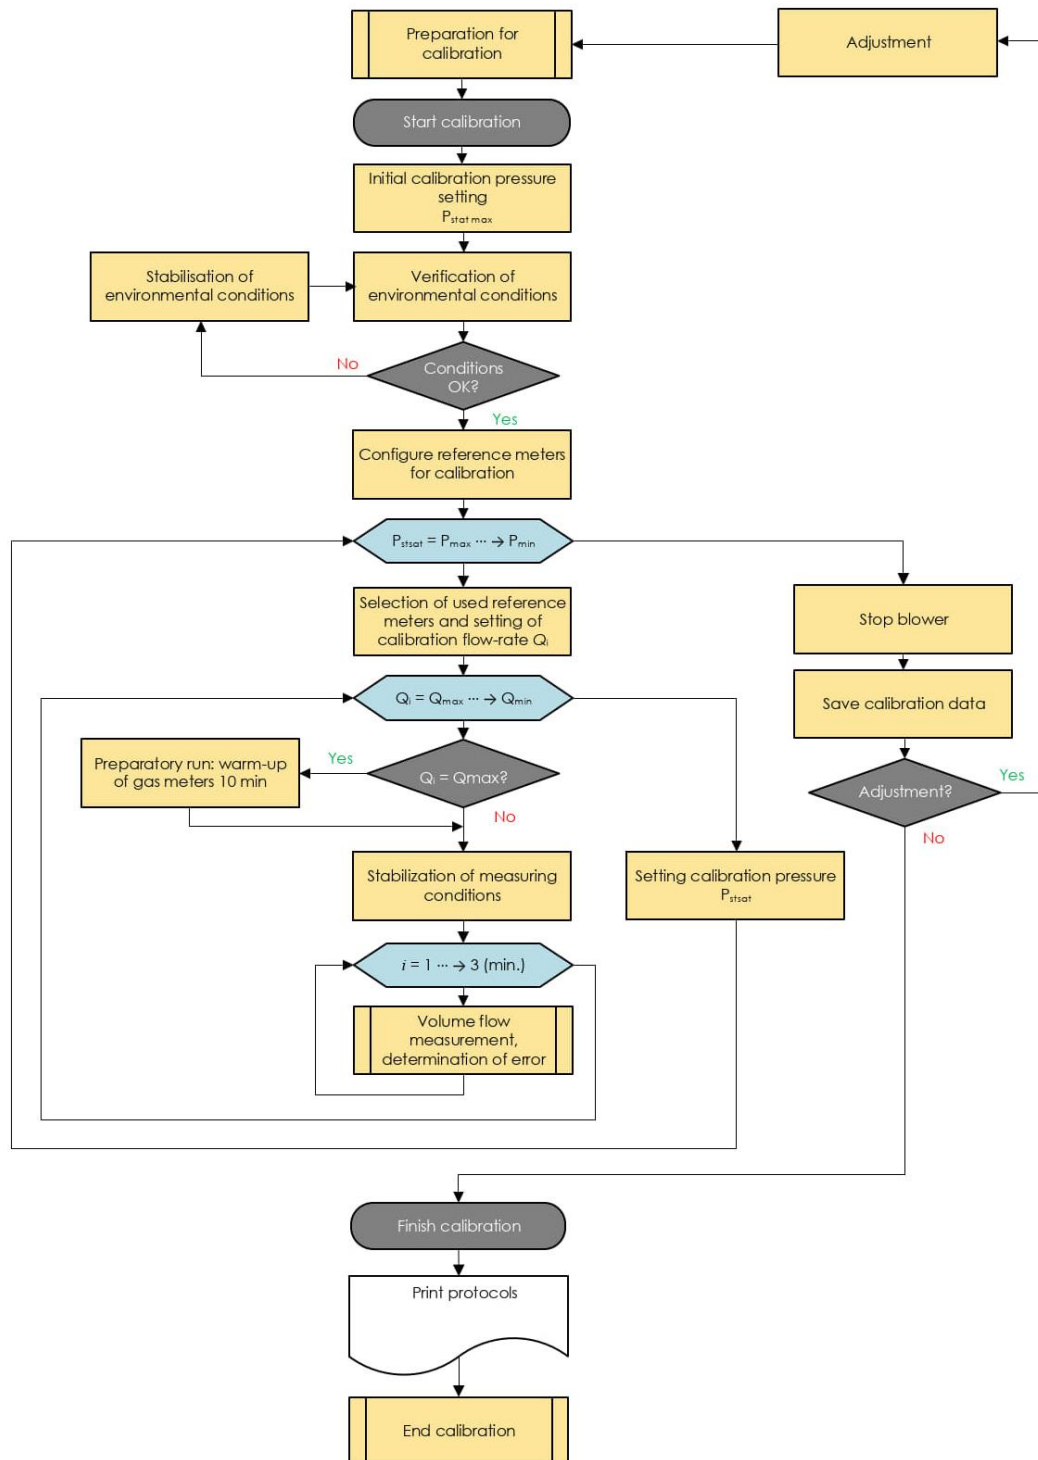 Preparation for
calibration
Adjustment
Start calibration
Initial calibration pressure
setting
Pstat max
Stabilisation of
environmental conditions
Verification of
environmental conditions
No
Conditions
OK?
Yes
Configure reference meters
for calibration
Pstsat = Pmax ··· → Pmin
Selection of used reference
meters and setting of
calibration flow-rate Qi
Stop blower
Qi = Qmax ··· → Qmin
Save calibration data
Preparatory run: warm-up
of gas meters 10 min
Yes
Qi = Qmax?
No
Adjustment?
Yes
No
Stabilization of measuring
conditions
Setting calibration pressure
Pstsat
i = 1 ··· → 3 (min.)
Volume flow
measurement,
determination of error
Finish calibration
Print protocols
End calibration